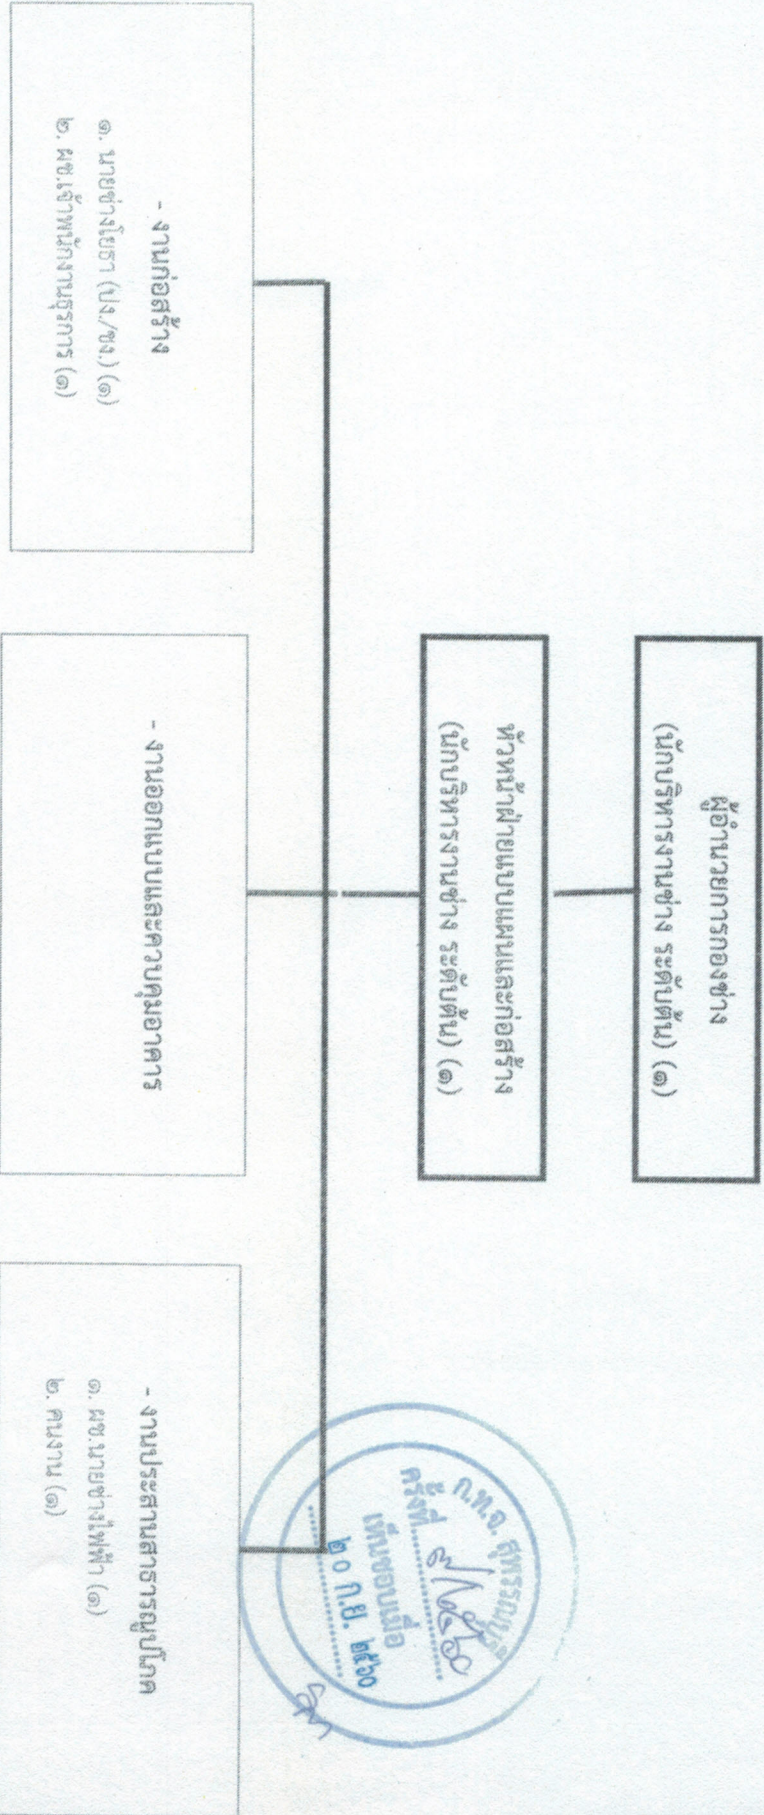 ผู้อำนวยการกองช่าง
(นักบริหารงานช่าง ระดับต้น) (๑)
หัวหน้าฝ่ายแบบแผนและก่อสร้าง
(นักบริหารงานช่าง ระดับต้น) (๑)
- งานก่อสร้าง
๑. นายช่างโยธา (ปง./ชง.) (๑)
๒. ผช.เจ้าพนักงานธุรการ (๑)
- งานออกแบบและควบคุมอาคาร
- งานประสานสาธารณูปโภค
๑. ผช.นายช่างไฟฟ้า (๑)
๒. คนงาน (๑)
ก.ท.จ. สุพรรณบุรี
ครั้งที่
เห็นชอบเมื่อ
๒๐ ก.ย. ๒๕๖๐